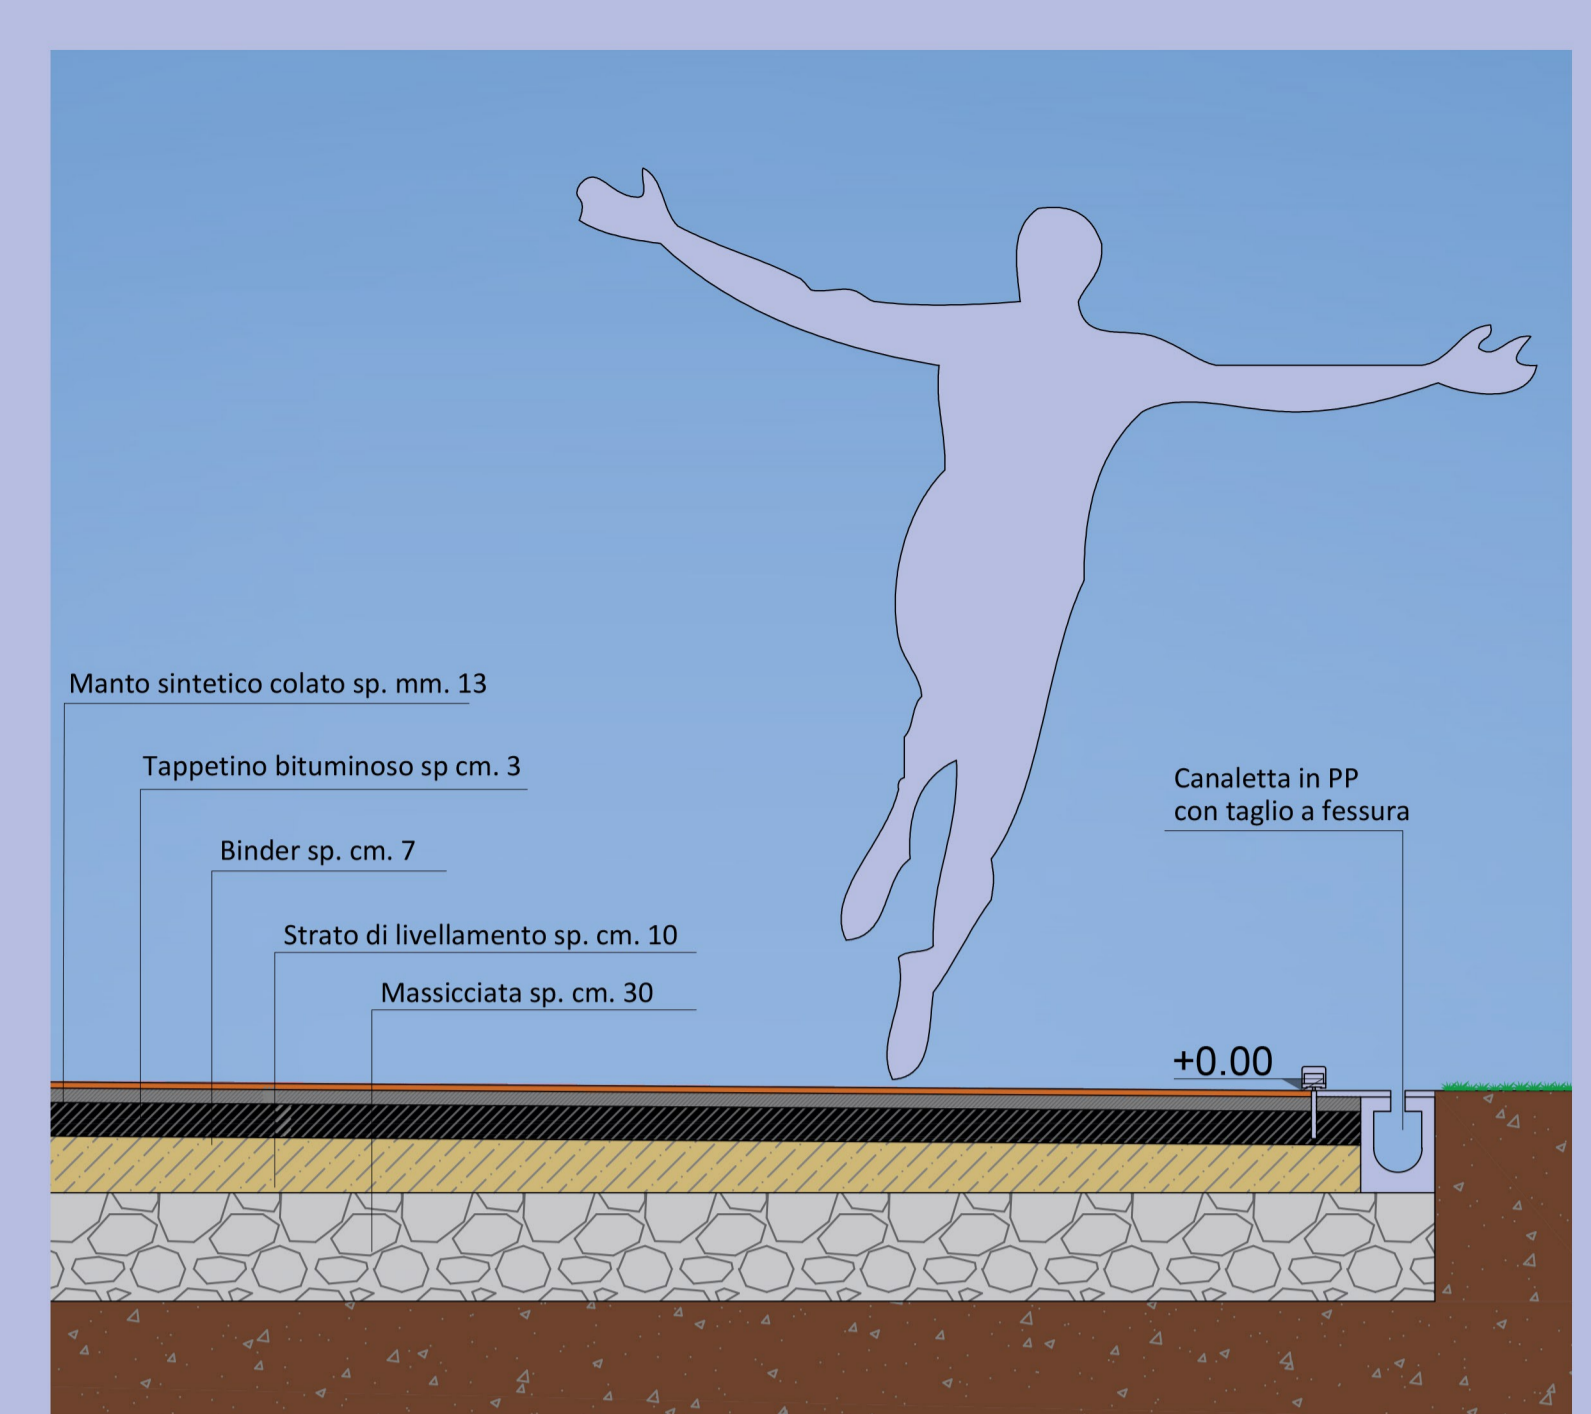 Manto sintetico colato sp. mm. 13
Tappetino bituminoso sp cm. 3
Binder sp. cm. 7
Strato di livellamento sp. cm. 10
Massicciata sp. cm. 30
Canaletta in PP
con taglio a fessura
+0.00